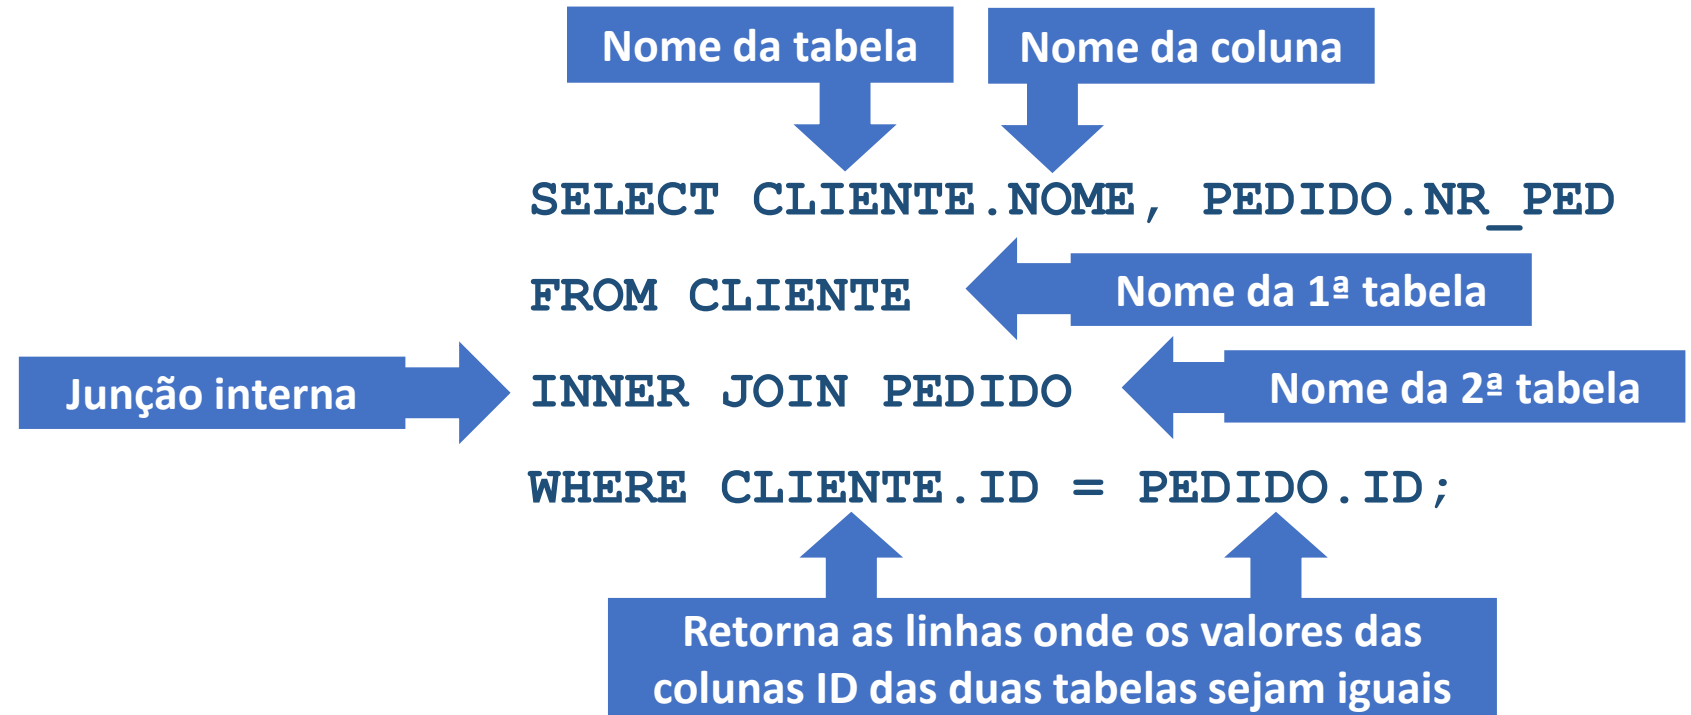 Nome da tabela
Nome da coluna
SELECT CLIENTE.NOME, PEDIDO.NR_PED
FROM CLIENTE
Nome da 1ª tabela
Junção interna
INNER JOIN PEDIDO
Nome da 2ª tabela
WHERE CLIENTE.ID = PEDIDO.ID;
Retorna as linhas onde os valores das
colunas ID das duas tabelas sejam iguais